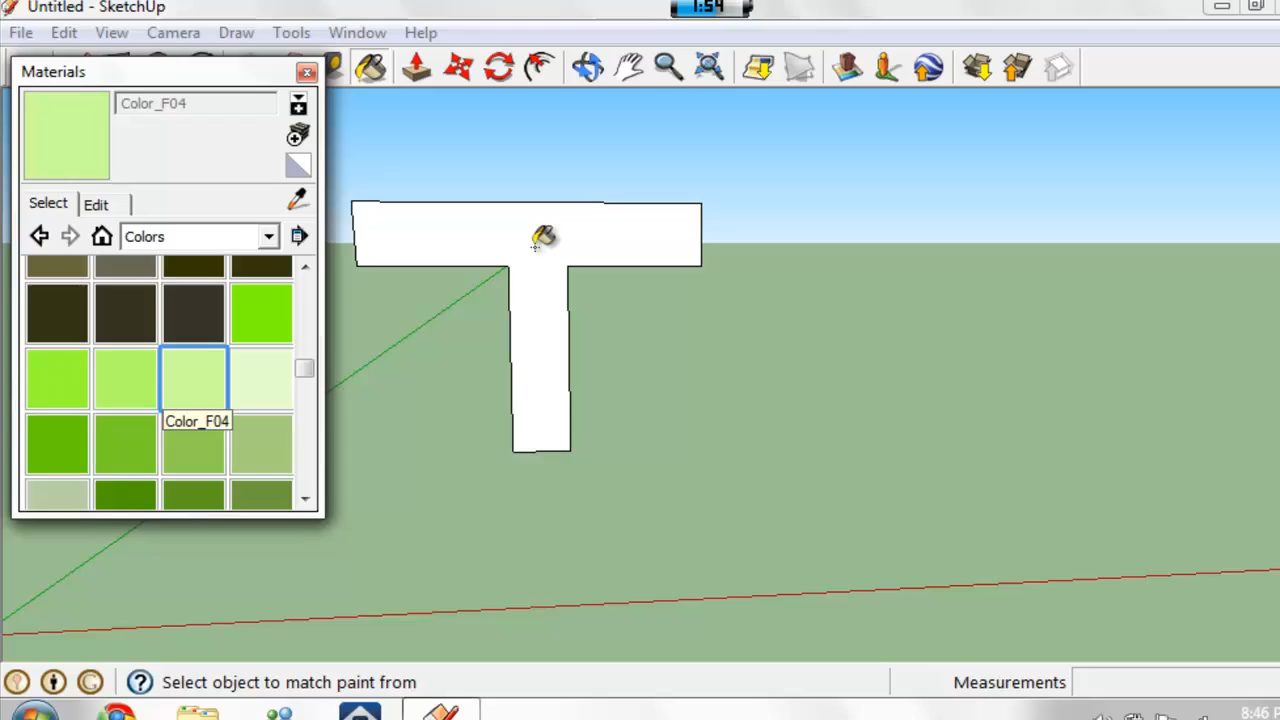 Untitled - SketchUp
1:54
File Edit View Camera Draw Tools Window Help
Materials
Color_F04
Select Edit
Colors
Color_F04
Select object to match paint from
Measurements
8:46